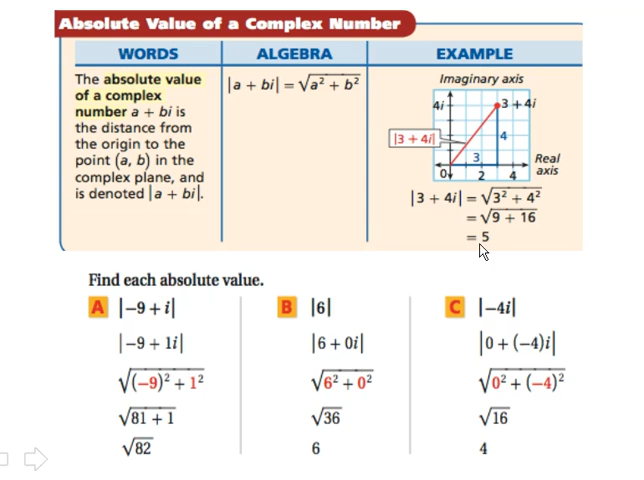 Absolute Value of a Complex Number
WORDS
The absolute value
of a complex
number a + bi is
the distance from
the origin to the
point (a, b) in the
complex plane, and
is denoted |a + bi|.
ALGEBRA
|a + bi| = √(a² + b²)
EXAMPLE
Imaginary axis
4i
3 + 4i
|3 + 4i|
4
3
Real
axis
0
2
4
|3 + 4i| = √(3² + 4²)
= √(9 + 16)
= 5
Find each absolute value.
A |−9 + i|
|−9 + 1i|
√((−9)² + 1²)
√(81 + 1)
√82
B |6|
|6 + 0i|
√(6² + 0²)
√36
6
C |−4i|
|0 + (−4)i|
√(0² + (−4)²)
√16
4